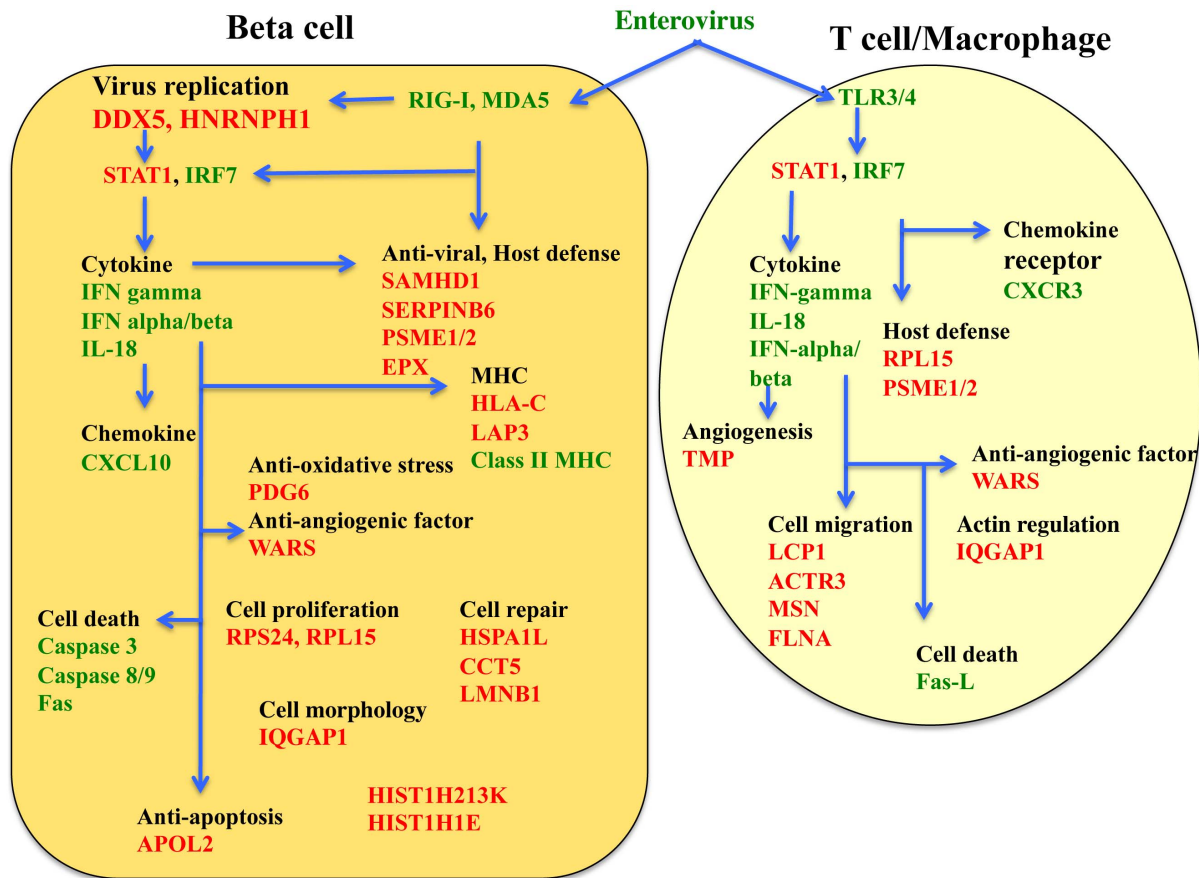 Beta cell
Enterovirus
T cell/Macrophage
Virus replication
DDX5, HNRNPH1
RIG-I, MDA5
STAT1, IRF7
Cytokine
IFN gamma
IFN alpha/beta
IL-18
Anti-viral, Host defense
SAMHD1
SERPINB6
PSME1/2
EPX
MHC
HLA-C
LAP3
Class II MHC
Chemokine
CXCL10
Anti-oxidative stress
PDG6
Anti-angiogenic factor
WARS
Cell death
Caspase 3
Caspase 8/9
Fas
Cell proliferation
RPS24, RPL15
Cell repair
HSPA1L
CCT5
LMNB1
Cell morphology
IQGAP1
Anti-apoptosis
APOL2
HIST1H213K
HIST1H1E
TLR3/4
STAT1, IRF7
Chemokine
receptor
CXCR3
Cytokine
IFN-gamma
IL-18
IFN-alpha/
beta
Host defense
RPL15
PSME1/2
Angiogenesis
TMP
Anti-angiogenic factor
WARS
Cell migration
LCP1
ACTR3
MSN
FLNA
Actin regulation
IQGAP1
Cell death
Fas-L